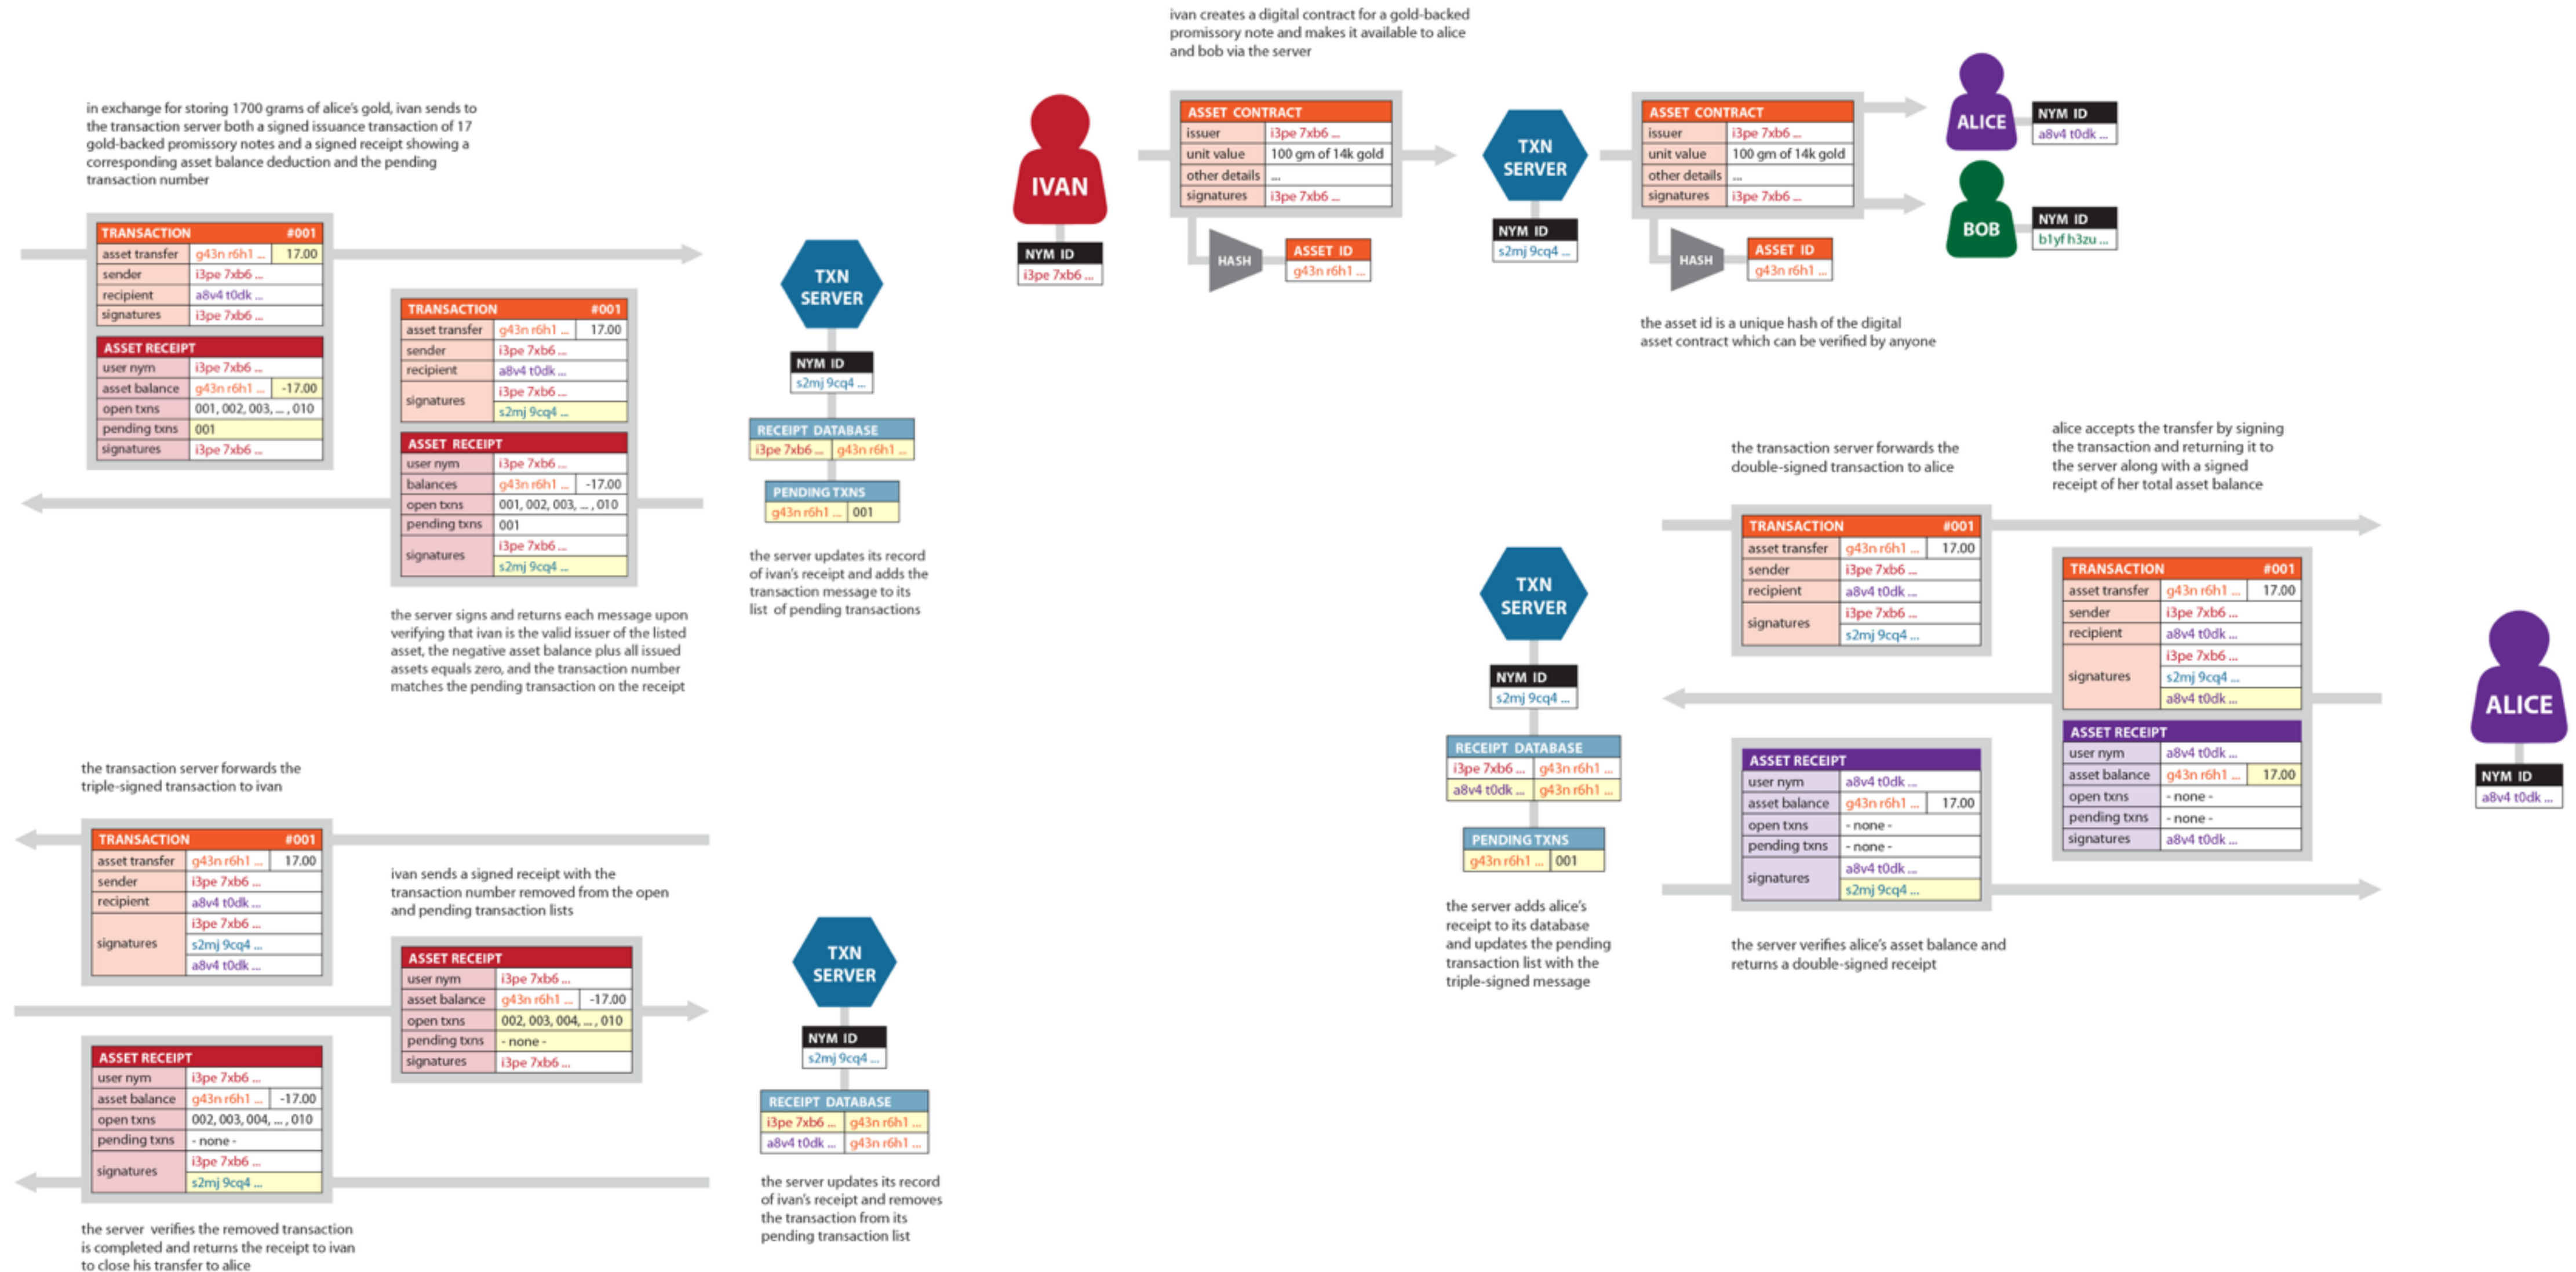 ivan creates a digital contract for a gold-backed
promissory note and makes it available to alice
and bob via the server
IVAN
NYM ID
i3pe 7xb6 ...
ASSET CONTRACT
issuer i3pe 7xb6 ...
unit value 100 gm of 14k gold
other details ...
signatures i3pe 7xb6 ...
HASH
ASSET ID
g43n r6h1 ...
TXN
SERVER
NYM ID
s2mj 9cq4 ...
ASSET CONTRACT
issuer i3pe 7xb6 ...
unit value 100 gm of 14k gold
other details ...
signatures i3pe 7xb6 ...
HASH
ASSET ID
g43n r6h1 ...
the asset id is a unique hash of the digital
asset contract which can be verified by anyone
ALICE
NYM ID
a8v4 t0dk ...
BOB
NYM ID
b1yf h3zu ...
in exchange for storing 1700 grams of alice's gold, ivan sends to
the transaction server both a signed issuance transaction of 17
gold-backed promissory notes and a signed receipt showing a
corresponding asset balance deduction and the pending
transaction number
TRANSACTION #001
asset transfer g43n r6h1 ... 17.00
sender i3pe 7xb6 ...
recipient a8v4 t0dk ...
signatures i3pe 7xb6 ...
ASSET RECEIPT
user nym i3pe 7xb6 ...
asset balance g43n r6h1 ... -17.00
open txns 001, 002, 003, ... , 010
pending txns 001
signatures i3pe 7xb6 ...
TRANSACTION #001
asset transfer g43n r6h1 ... 17.00
sender i3pe 7xb6 ...
recipient a8v4 t0dk ...
signatures i3pe 7xb6 ...
s2mj 9cq4 ...
ASSET RECEIPT
user nym i3pe 7xb6 ...
balances g43n r6h1 ... -17.00
open txns 001, 002, 003, ... , 010
pending txns 001
signatures i3pe 7xb6 ...
s2mj 9cq4 ...
the server signs and returns each message upon
verifying that ivan is the valid issuer of the listed
asset, the negative asset balance plus all issued
assets equals zero, and the transaction number
matches the pending transaction on the receipt
TXN
SERVER
NYM ID
s2mj 9cq4 ...
RECEIPT DATABASE
i3pe 7xb6 ... g43n r6h1 ...
PENDING TXNS
g43n r6h1 ... 001
the server updates its record
of ivan's receipt and adds the
transaction message to its
list of pending transactions
the transaction server forwards the
double-signed transaction to alice
alice accepts the transfer by signing
the transaction and returning it to
the server along with a signed
receipt of her total asset balance
TXN
SERVER
NYM ID
s2mj 9cq4 ...
RECEIPT DATABASE
i3pe 7xb6 ... g43n r6h1 ...
a8v4 t0dk ... g43n r6h1 ...
PENDING TXNS
g43n r6h1 ... 001
the server adds alice's
receipt to its database
and updates the pending
transaction list with the
triple-signed message
TRANSACTION #001
asset transfer g43n r6h1 ... 17.00
sender i3pe 7xb6 ...
recipient a8v4 t0dk ...
signatures i3pe 7xb6 ...
s2mj 9cq4 ...
TRANSACTION #001
asset transfer g43n r6h1 ... 17.00
sender i3pe 7xb6 ...
recipient a8v4 t0dk ...
signatures i3pe 7xb6 ...
s2mj 9cq4 ...
a8v4 t0dk ...
ASSET RECEIPT
user nym a8v4 t0dk ...
asset balance g43n r6h1 ... 17.00
open txns - none -
pending txns - none -
signatures a8v4 t0dk ...
ASSET RECEIPT
user nym a8v4 t0dk ...
asset balance g43n r6h1 ... 17.00
open txns - none -
pending txns - none -
signatures a8v4 t0dk ...
s2mj 9cq4 ...
the server verifies alice's asset balance and
returns a double-signed receipt
ALICE
NYM ID
a8v4 t0dk ...
the transaction server forwards the
triple-signed transaction to ivan
TRANSACTION #001
asset transfer g43n r6h1 ... 17.00
sender i3pe 7xb6 ...
recipient a8v4 t0dk ...
signatures i3pe 7xb6 ...
s2mj 9cq4 ...
a8v4 t0dk ...
ivan sends a signed receipt with the
transaction number removed from the open
and pending transaction lists
ASSET RECEIPT
user nym i3pe 7xb6 ...
asset balance g43n r6h1 ... -17.00
open txns 002, 003, 004, ... , 010
pending txns - none -
signatures i3pe 7xb6 ...
ASSET RECEIPT
user nym i3pe 7xb6 ...
asset balance g43n r6h1 ... -17.00
open txns 002, 003, 004, ... , 010
pending txns - none -
signatures i3pe 7xb6 ...
s2mj 9cq4 ...
the server verifies the removed transaction
is completed and returns the receipt to ivan
to close his transfer to alice
TXN
SERVER
NYM ID
s2mj 9cq4 ...
RECEIPT DATABASE
i3pe 7xb6 ... g43n r6h1 ...
a8v4 t0dk ... g43n r6h1 ...
the server updates its record
of ivan's receipt and removes
the transaction from its
pending transaction list